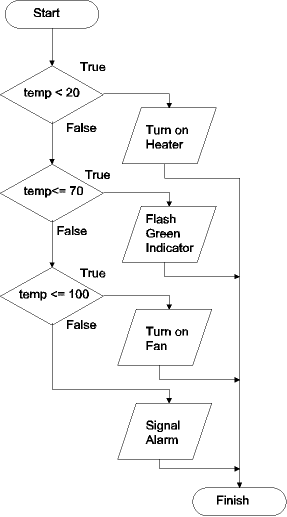 Start
True
temp < 20
False
Turn on
Heater
True
temp<= 70
False
Flash
Green
Indicator
True
temp <= 100
False
Turn on
Fan
Signal
Alarm
Finish